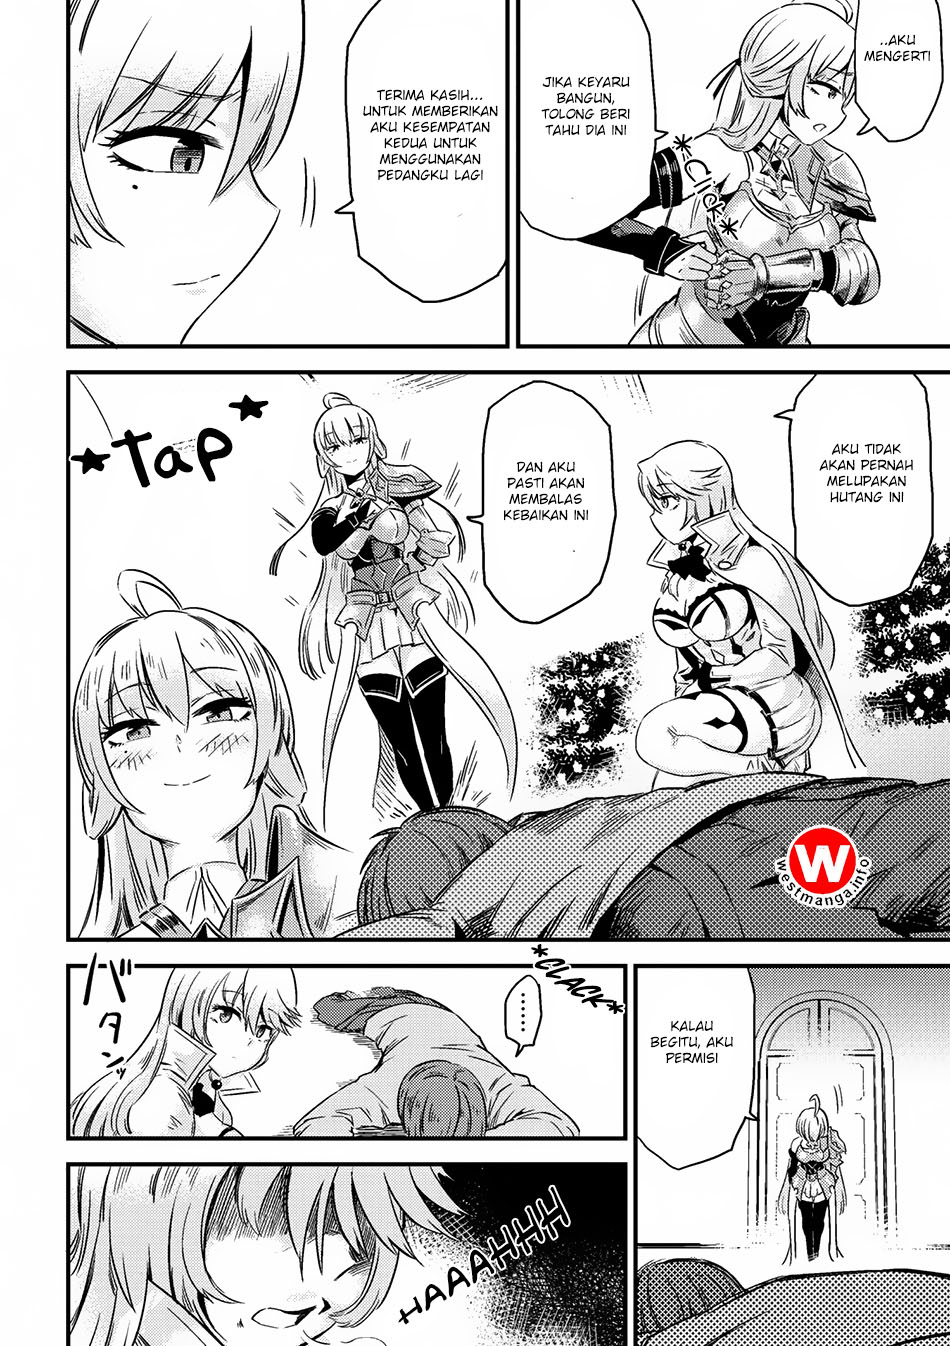 ..AKU
MENGERTI
JIKA KEYARU
BANGUN,
TOLONG BERI
TAHU DIA INI
*Click*
TERIMA KASIH...
UNTUK MEMBERIKAN
AKU KESEMPATAN
KEDUA UNTUK
MENGGUNAKAN
PEDANGKU LAGI
AKU TIDAK
AKAN PERNAH
MELUPAKAN
HUTANG INI
DAN AKU
PASTI AKAN
MEMBALAS
KEBAIKAN INI
★Tap★
W
westmanga.info
KALAU
BEGITU, AKU
PERMISI
*CLACK*
......
バタンッ
HAAAHHH